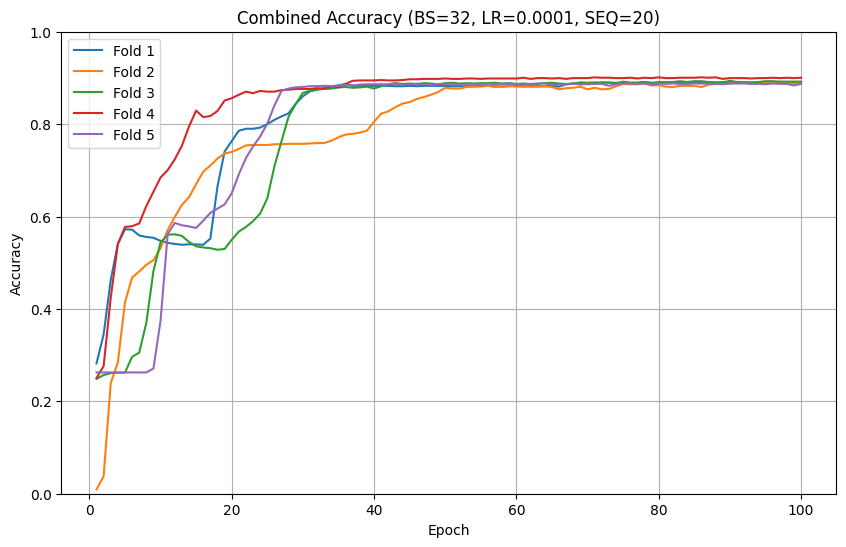 Combined Accuracy (BS=32, LR=0.0001, SEQ=20)
1.0
Fold 1
Fold 2
Fold 3
Fold 4
Fold 5
0.8
0.6
Accuracy
0.4
0.2
0.0
0 20 40 60 80 100
Epoch